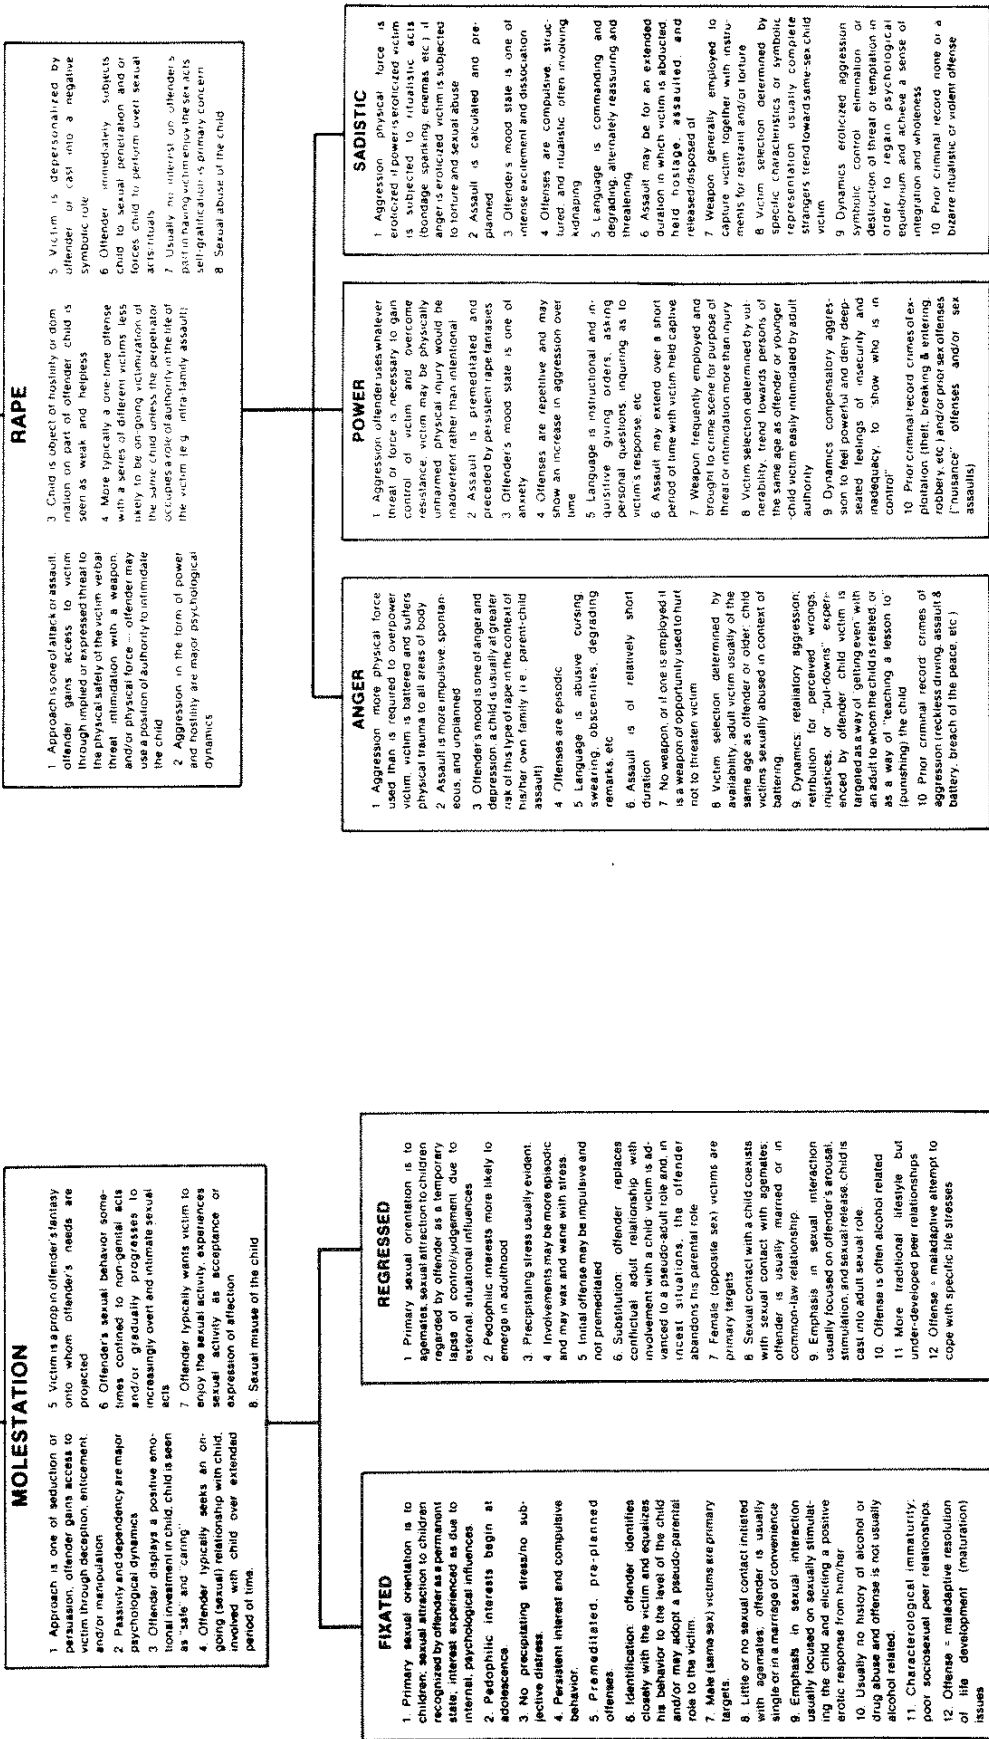 MOLESTATION
1 Approach is one of seduction or
persuasion, offender gains access to
victim through deception, enticement,
and/or manipulation
2 Passivity and dependency are major
psychological dynamics
3 Offender displays a positive emo-
tional investment in child, child is seen
as "safe" and "caring"
4. Offender typically seeks an on-
going (sexual) relationship with child,
involved with child over extended
period of time.
5 Victim is a prop in offender's fantasy
onto whom offender's needs are
projected
6 Offender's sexual behavior some-
times confined to non-genital acts
and/or gradually progresses to
increasingly overt and intimate sexual
acts
7 Offender typically wants victim to
enjoy the sexual activity, experiences
sexual activity as acceptance or
expression of affection
8. Sexual misuse of the child
FIXATED
1. Primary sexual orientation is to
children; sexual attraction to children
recognized by offender as a permanent
state; interest experienced as due to
internal, psychological influences
2. Pedophilic interests begin at
adolescence.
3. No precipitating stress/no sub-
jective distress.
4. Persistent interest and compulsive
behavior.
5. Premeditated, pre-planned
offenses.
6. Identification: offender identifies
closely with the victim and equalizes
his behavior to the level of the child
and/or may adopt a pseudo-parental
role to the victim.
7. Male (same sex) victims are primary
targets.
8. Little or no sexual contact initiated
with agemates; offender is usually
single or in a marriage of convenience
9. Emphasis in sexual interaction
usually focused on sexually stimulat-
ing the child and eliciting a positive
erotic response from him/her
10. Usually no history of alcohol or
drug abuse and offense is not usually
alcohol related.
11. Characterological immaturity;
poor sociosexual peer relationships.
12. Offense = maladaptive resolution
of life development (maturation)
issues
REGRESSED
1 Primary sexual orientation is to
agemates, sexual attraction to children
regarded by offender as a temporary
lapse of control/judgement due to
external, situational influences
2 Pedophilic interests more likely to
emerge in adulthood
3. Precipitating stress usually evident.
4 Involvements may be more episodic
and may wax and wane with stress.
5 Initial offense may be impulsive and
not premeditated
6. Substitution: offender replaces
conflictual adult relationship with
involvement with a child' victim is ad-
vanced to a pseudo-adult role and, in
incest situations, the offender
abandons his parental role
7 Female (opposite sex) victims are
primary targets
8 Sexual contact with a child coexists
with sexual contact with agemates;
offender is usually married or in
common-law relationship.
9. Emphasis in sexual interaction
usually focused on offender's arousal,
stimulation, and sexual release, child is
cast into adult sexual role.
10. Offense is often alcohol related
11 More traditional lifestyle but
under-developed peer relationships
12 Offense = maladaptive attempt to
cope with specific life stresses
RAPE
1 Approach is one of attack or assault,
offender gains access to victim
through implied or expressed threat to
the physical safety of the victim verbal
threat intimidation with a weapon,
and/or physical force — offender may
use a position of authority to intimidate
the child
2 Aggression in the form of power
and hostility are major psychological
dynamics
3 Child is object of hostility or dom
ination on part of offender child is
seen as weak and helpless
4 More typically a one-time offense
with a series of different victims less
likely to be on-going victimization of
the same child unless the perpetrator
occupies a role of authority in the life of
the victim (e g. intra-family assault)
5 Victim is depersonalized by
offender or cast into a negative
symbolic role
6 Offender immediately subjects
child to sexual penetration and or
forces child to perform overt sexual
acts rituals
7 Usually no interest on offender's
part in having victim enjoy the sex acts
self-gratification is primary concern
8 Sexual abuse of the child
ANGER
1 Aggression more physical force
used than is required to overpower
victim, victim is battered and suffers
physical trauma to all areas of body
2 Assault is more impulsive, spontan-
eous, and unplanned
3 Offender's mood is one of anger and
depression, a child is usually at greater
risk of this type of rape in the context of
his/her own family (i e , parent-child
assault)
4 Offenses are episodic
5 Language is abuse cursing,
swearing, obscenities, degrading
remarks, etc
6. Assault is of relatively short
duration
7 No weapon, or if one is employed it
is a weapon of opportunity used to hurt
not to threaten victim
8 Victim selection determined by
availability, adult victim usually of the
same age as offender or older; child
victims sexually abused in context of
battering.
9. Dynamics: retaliatory aggression;
retribution for perceived wrongs,
injustices, or "put-downs" experi-
enced by offender child victim is
targeted as a way of getting even with
an adult to whom the child is related, or
as a way of "teaching a lesson to"
(punishing) the child
10 Prior criminal record crimes of
aggression (reckless driving, assault &
battery, breach of the peace, etc )
POWER
1 Aggression offender uses whatever
threat or force is necessary to gain
control of victim and overcome
resistance, victim may be physically
unharmed physical injury would be
inadvertent rather than intentional
2 Assault is premeditated and
preceded by persistent rape fantasies
3 Offender's mood state is one of
anxiety
4 Offenses are repetitive and may
show an increase in aggression over
time
5 Language is instructional and in-
quisitive giving orders, asking
personal questions, inquiring as to
victim's response, etc
6 Assault may extend over a short
period of time with victim held captive
7 Weapon frequently employed and
brought to crime scene for purpose of
threat or intimidation more than injury
8 Victim selection determined by vul-
nerability, trend towards persons of
the same age as offender or younger
child victim easily intimidated by adult
authority
9 Dynamics compensatory aggres-
sion to feel powerful and deny deep-
seated feelings of insecurity and
inadequacy, to "show who is in
control"
10 Prior criminal record crimes of ex-
ploitation (theft, breaking & entering,
robbery, etc ) and/or prior sex offenses
("nuisance" offenses and/or sex
assaults)
SADISTIC
1 Aggression physical force is
eroticized if power is eroticized victim
is subjected to ritualistic acts
(bondage spanking, enemas etc ) if
anger is eroticized victim is subjected
to torture and sexual abuse
2 Assault is calculated and pre-
planned
3 Offender's mood state is one of
intense excitement and dissociation
4 Offenses are compulsive, struc-
tured, and ritualistic often involving
kidnaping
5 Language is commanding and
degrading, alternately reassuring and
threatening
6 Assault may be for an extended
duration in which victim is abducted,
held hostage, assaulted, and
released/disposed of
7 Weapon generally employed to
capture victim together with instru-
ments for restraint and/or torture
8 Victim selection defermined by
specific characteristics or symbolic
representation usually complete
strangers trend toward same-sex child
victim
9 Dynamics eroticized aggression
symbolic control elimination or
destruction of threat or temptation in
order to regain psychological
equilibrium and achieve a sense of
integration and wholeness
10 Prior criminal record none or a
bizarre ritualistic or violent offense